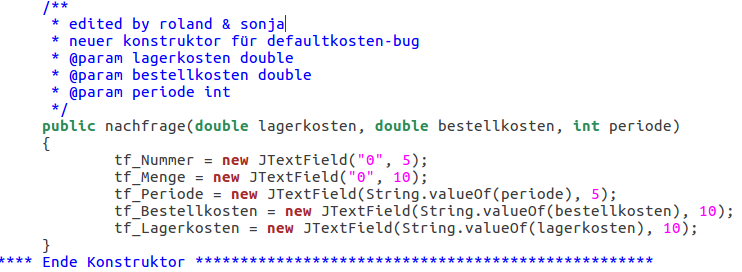 /**
* edited by roland & sonja
* neuer konstruktor für defaultkosten-bug
* @param lagerkosten double
* @param bestellkosten double
* @param periode int
*/
public nachfrage(double lagerkosten, double bestellkosten, int periode)
{
tf_Nummer = new JTextField("0", 5);
tf_Menge = new JTextField("0", 10);
tf_Periode = new JTextField(String.valueOf(periode), 5);
tf_Bestellkosten = new JTextField(String.valueOf(bestellkosten), 10);
tf_Lagerkosten = new JTextField(String.valueOf(lagerkosten), 10);
}
**** Ende Konstruktor ***************************************************